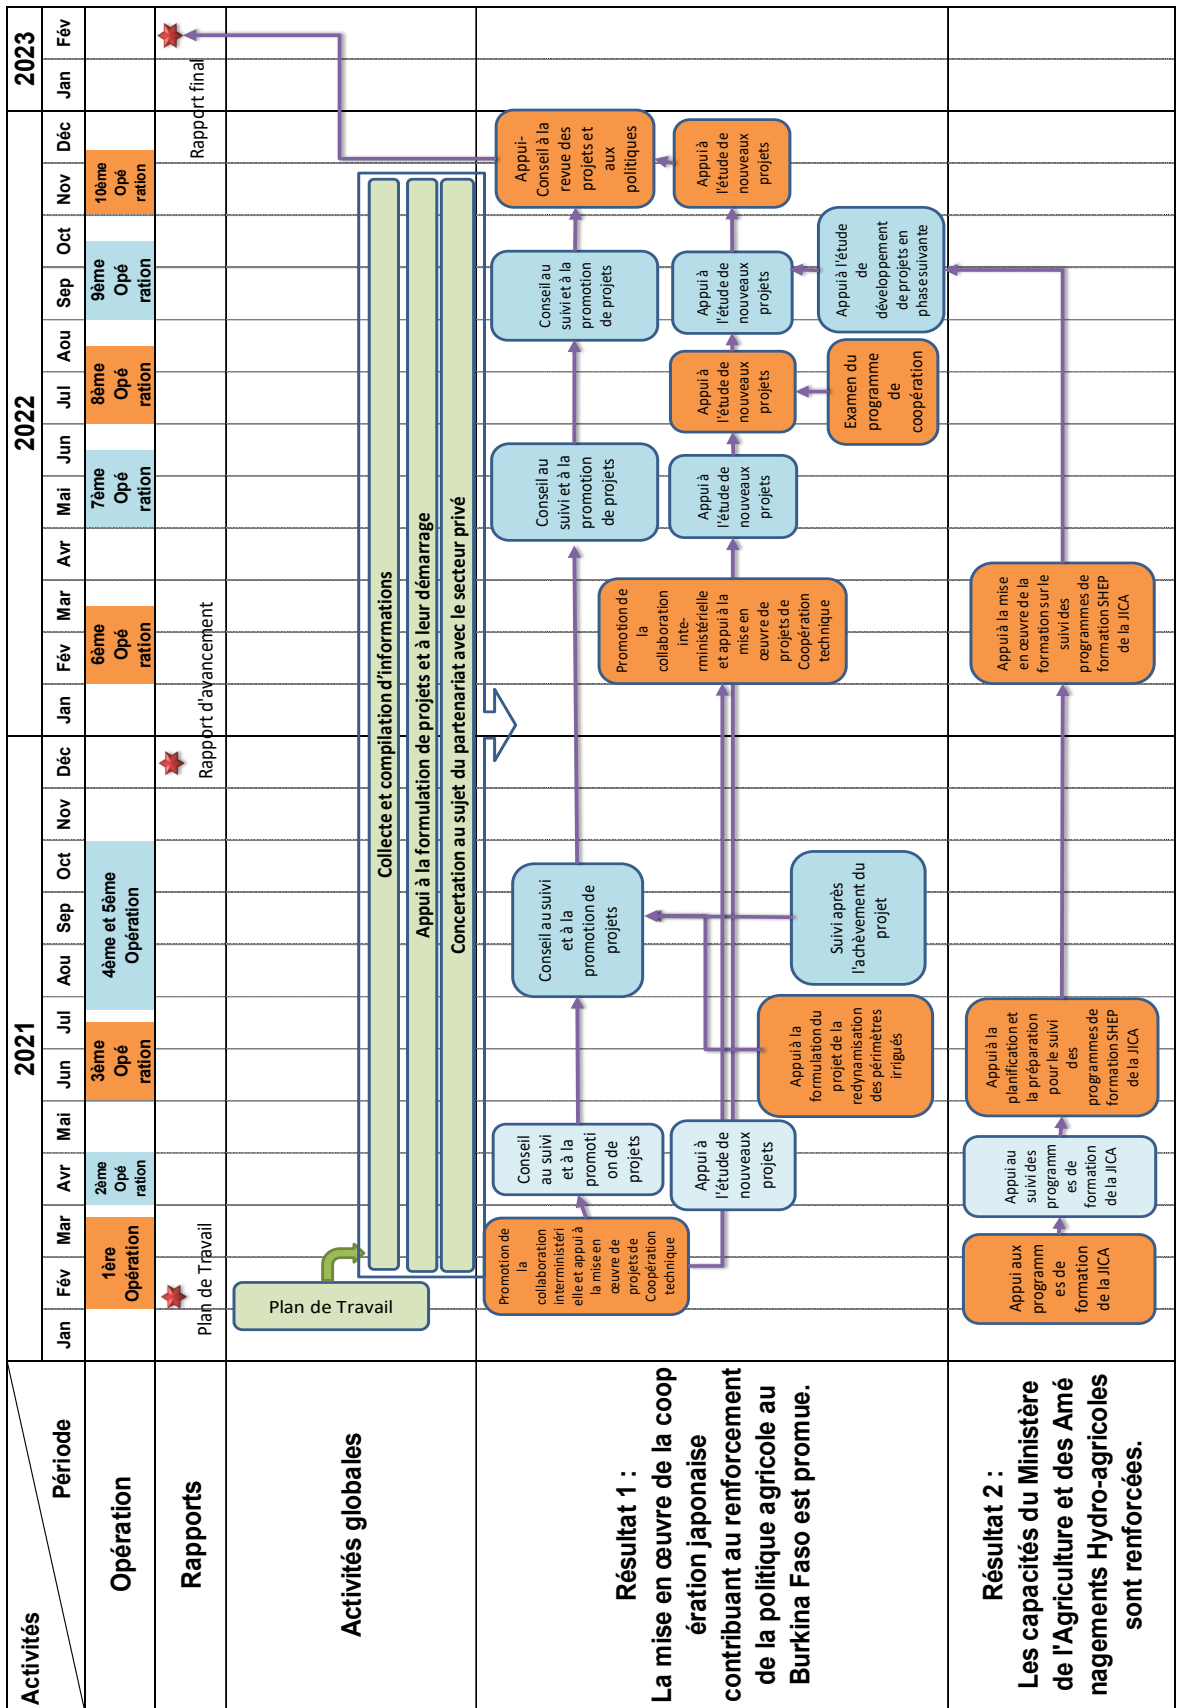 Activités
Période
2021
2022
2023
Jan
Fév
Mar
Avr
Mai
Jun
Jul
Aou
Sep
Oct
Nov
Déc
Jan
Fév
Mar
Avr
Mai
Jun
Jul
Aou
Sep
Oct
Nov
Déc
Jan
Fév
Opération
1ère
Opération
2ème
Opé
ration
3ème
Opé
ration
4ème et 5ème
Opération
6ème
Opé
ration
7ème
Opé
ration
8ème
Opé
ration
9ème
Opé
ration
10ème
Opé
ration
Rapports
Plan de Travail
Rapport d'avancement
Rapport final
Activités globales
Plan de Travail
Collecte et compilation d'informations
Appui à la formulation de projets et à leur démarrage
Concertation au sujet du partenariat avec le secteur privé
Résultat 1 :
La mise en œuvre de la coop
ération japonaise
contribuant au renforcement
de la politique agricole au
Burkina Faso est promue.
Promotion de
la
collaboration
interministéri
elle et appui à
la mise en
œuvre de
projets de
Coopération
technique
Conseil
au suivi
et à la
promoti
on de
projets
Conseil au suivi
et à la
promotion de
projets
Conseil au
suivi et à la
promotion
de projets
Conseil au
suivi et à la
promotion
de projets
Appui-
Conseil à la
revue des
projets et
aux
politiques
Appui à
l'étude de
nouveaux
projets
Promotion de
la
collaboration
inte-
rministérielle
et appui à la
mise en
œuvre de
projets de
Coopération
technique
Appui à
l'étude de
nouveaux
projets
Appui à
l'étude de
nouveaux
projets
Appui à
l'étude de
nouveaux
projets
Appui à
l'étude de
nouveaux
projets
Appui à la
formulation du
projet de la
redynamisation
des périmètres
irrigués
Suivi après
l'achèvement du
projet
Examen du
programme
de
coopération
Appui à l'étude
de
développement
de projets en
phase suivante
Résultat 2 :
Les capacités du Ministère
de l'Agriculture et des Amé
nagements Hydro-agricoles
sont renforcées.
Appui aux
programm
es de
formation
de la JICA
Appui au
suivi des
programm
es de
formation
de la JICA
Appui à la
planification et
la préparation
pour le suivi
des
programmes de
formation SHEP
de la JICA
Appui à la mise
en œuvre de la
formation sur le
suivi des
programmes de
formation SHEP
de la JICA